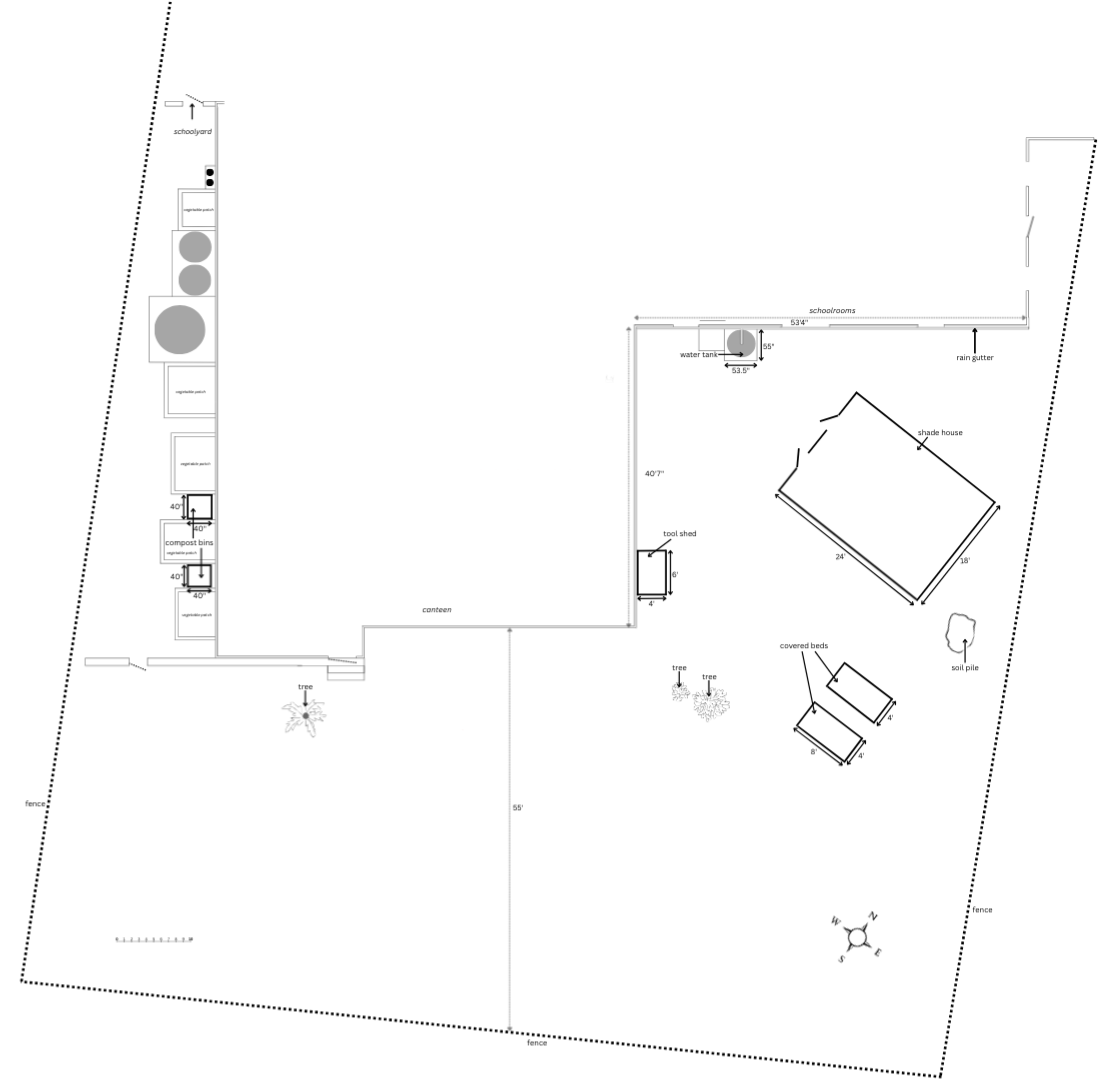 schoolyard
vegetable patch
schoolrooms
53'4"
water tank
55"
53.5"
rain gutter
vegetable patch
shade house
vegetable patch
40'7"
40"
40"
tool shed
compost bins
vegetable patch
24'
18'
6'
4'
40"
40"
canteen
vegetable patch
covered beds
soil pile
tree
tree
tree
4'
8'
4'
fence
55'
fence
W
N
S
E
fence